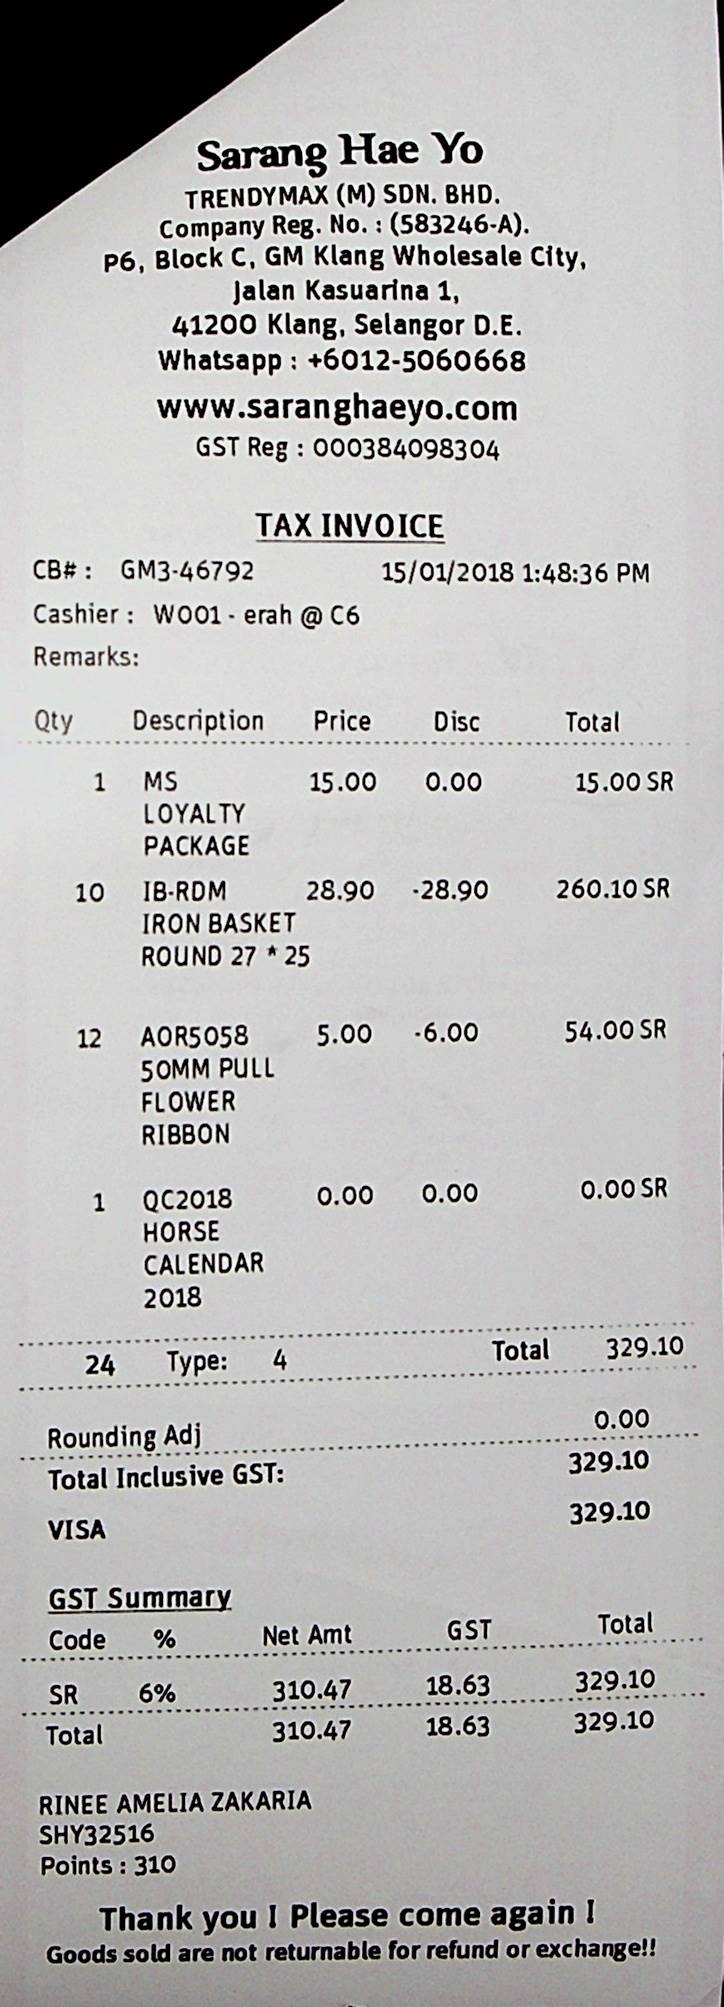 Sarang Hae Yo
TRENDYMAX (M) SDN. BHD.
Company Reg. No. : (583246-A).
P6, Block C, GM Klang Wholesale City,
Jalan Kasuarina 1,
41200 Klang, Selangor D.E.
Whatsapp : +6012-5060668
www.saranghaeyo.com
GST Reg : 000384098304
TAX INVOICE
CB# : GM3-46792 15/01/2018 1:48:36 PM
Cashier : W001 - erah @ C6
Remarks:
Qty Description Price Disc Total
1 MS 15.00 0.00 15.00 SR
LOYALTY
PACKAGE
10 IB-RDM 28.90 -28.90 260.10 SR
IRON BASKET
ROUND 27 * 25
12 AOR5058 5.00 -6.00 54.00 SR
50MM PULL
FLOWER
RIBBON
1 QC2018 0.00 0.00 0.00 SR
HORSE
CALENDAR
2018
24 Type: 4 Total 329.10
Rounding Adj 0.00
Total Inclusive GST: 329.10
VISA 329.10
GST Summary
Code % Net Amt GST Total
SR 6% 310.47 18.63 329.10
Total 310.47 18.63 329.10
RINEE AMELIA ZAKARIA
SHY32516
Points : 310
Thank you ! Please come again !
Goods sold are not returnable for refund or exchange!!